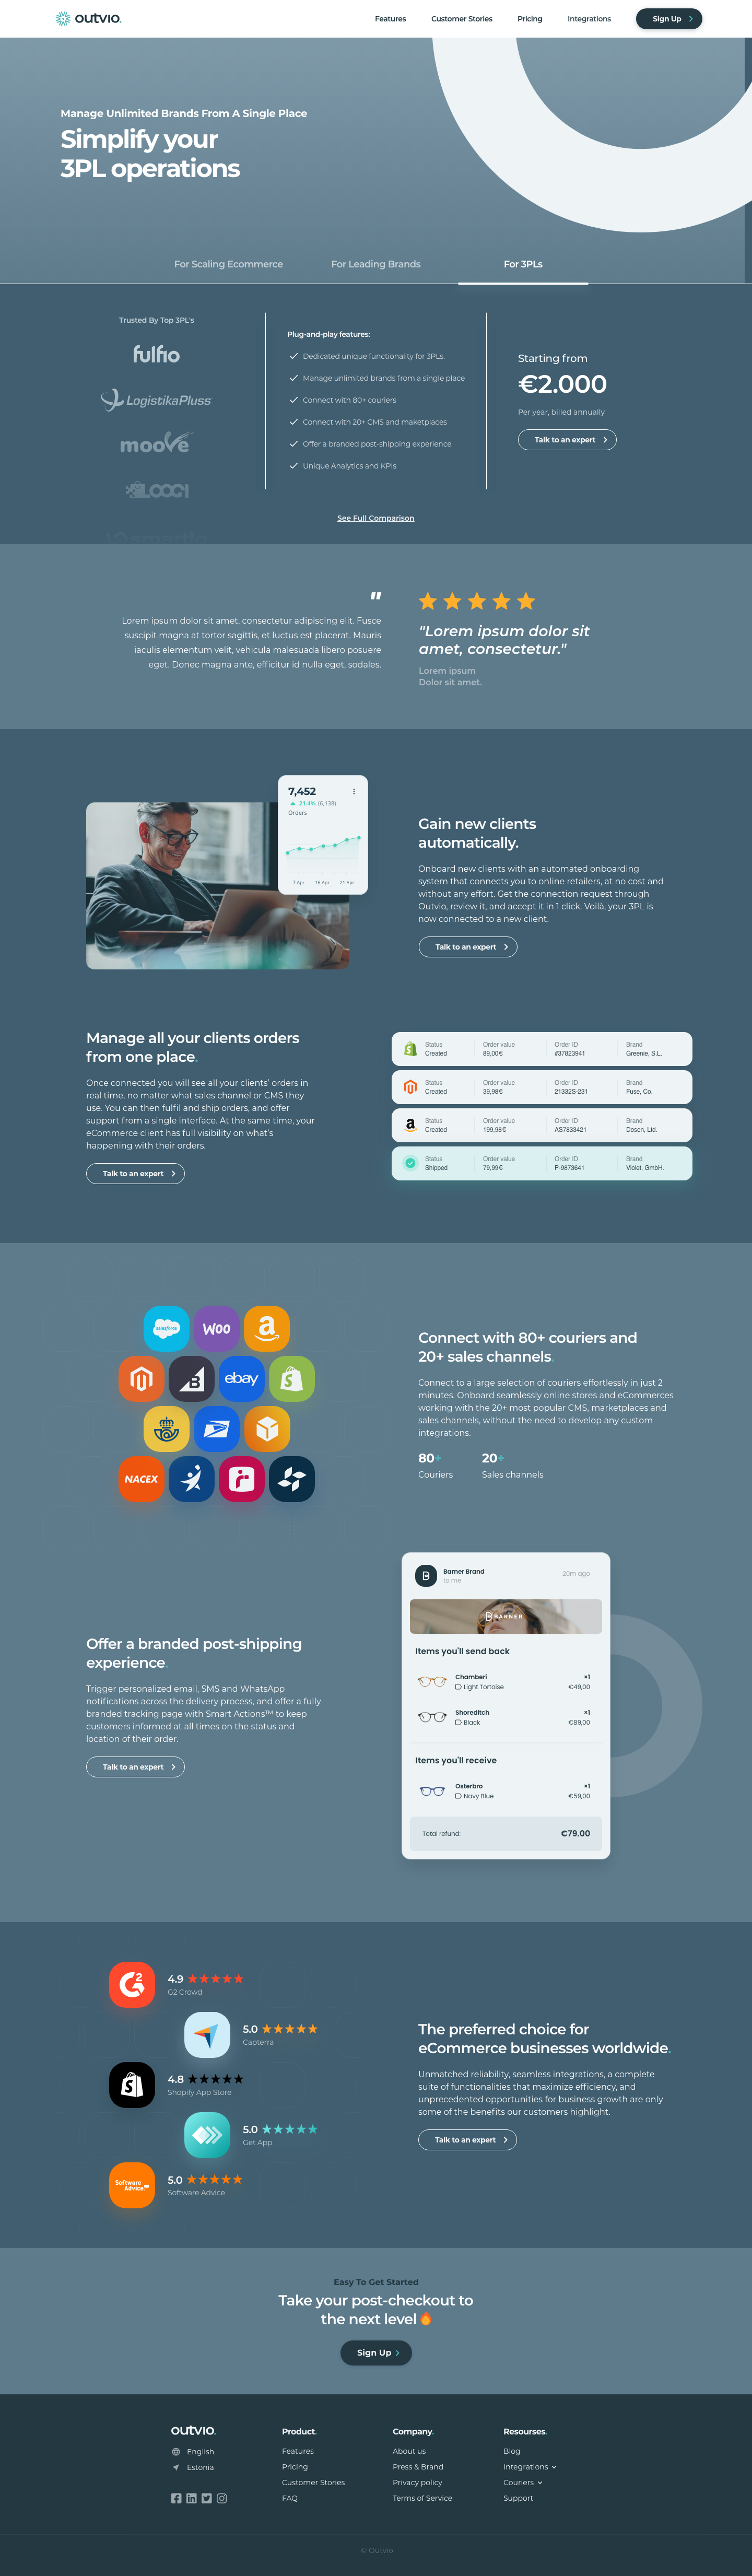 outvio.
Features
Customer Stories
Pricing
Integrations
Sign Up
Manage Unlimited Brands From A Single Place
Simplify your
3PL operations
For Scaling Ecommerce
For Leading Brands
For 3PLs
Trusted By Top 3PL's
fulfio
LogistikaPluss
moove
Plug-and-play features:
Dedicated unique functionality for 3PLs.
Manage unlimited brands from a single place
Connect with 80+ couriers
Connect with 20+ CMS and maketplaces
Offer a branded post-shipping experience
Unique Analytics and KPIs
Starting from
€2.000
Per year, billed annually
Talk to an expert
See Full Comparison
"
Lorem ipsum dolor sit amet, consectetur adipiscing elit. Fusce
suscipit magna at tortor sagittis, et luctus est placerat. Mauris
iaculis elementum velit, vehicula malesuada libero posuere
eget. Donec magna ante, efficitur id nulla eget, sodales.
"Lorem ipsum dolor sit
amet, consectetur."
Lorem ipsum
Dolor sit amet.
7,452
21.4% (6,138)
Orders
7 Apr 16 Apr 21 Apr
Gain new clients
automatically.
Onboard new clients with an automated onboarding
system that connects you to online retailers, at no cost and
without any effort. Get the connection request through
Outvio, review it, and accept it in 1 click. Voilà, your 3PL is
now connected to a new client.
Talk to an expert
Manage all your clients orders
from one place.
Once connected you will see all your clients' orders in
real time, no matter what sales channel or CMS they
use. You can then fulfil and ship orders, and offer
support from a single interface. At the same time, your
eCommerce client has full visibility on what's
happening with their orders.
Talk to an expert
Status Order value Order ID Brand
Created 89,00€ #37823941 Greenie, S.L.
Status Order value Order ID Brand
Created 39,98€ 21332S-231 Fuse, Co.
Status Order value Order ID Brand
Created 199,98€ AS7833421 Dosen, Ltd.
Status Order value Order ID Brand
Shipped 79,99€ P-9873641 Violet, GmbH.
salesforce
WOO
a
B
ebay
S
NACEX
Connect with 80+ couriers and
20+ sales channels.
Connect to a large selection of couriers effortlessly in just 2
minutes. Onboard seamlessly online stores and eCommerces
working with the 20+ most popular CMS, marketplaces and
sales channels, without the need to develop any custom
integrations.
80+ 20+
Couriers Sales channels
Offer a branded post-shipping
experience.
Trigger personalized email, SMS and WhatsApp
notifications across the delivery process, and offer a fully
branded tracking page with Smart Actions™ to keep
customers informed at all times on the status and
location of their order.
Talk to an expert
Barner Brand
to me
29m ago
BARNER
Items you'll send back
Chamberi ×1
Light Tortoise €49,00
Shoreditch ×1
Black €89,00
Items you'll receive
Osterbro ×1
Navy Blue €59,00
Total refund: €79.00
4.9
G2 Crowd
5.0
Capterra
4.8
Shopify App Store
5.0
Get App
Software
Advice
5.0
Software Advice
The preferred choice for
eCommerce businesses worldwide.
Unmatched reliability, seamless integrations, a complete
suite of functionalities that maximize efficiency, and
unprecedented opportunities for business growth are only
some of the benefits our customers highlight.
Talk to an expert
Easy To Get Started
Take your post-checkout to
the next level 🔥
Sign Up
outvio.
English
Estonia
Product.
Features
Pricing
Customer Stories
FAQ
Company.
About us
Press & Brand
Privacy policy
Terms of Service
Resourses.
Blog
Integrations
Couriers
Support
© Outvio